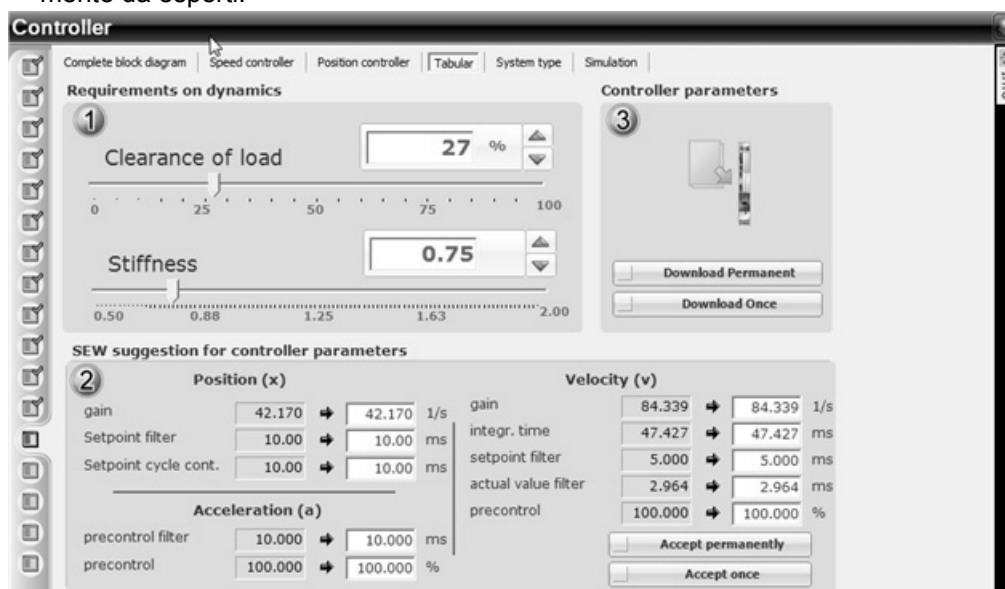 Controller
Complete block diagram | Speed controller | Position controller | Tabular | System type | Simulation
Requirements on dynamics
1
Clearance of load
27 %
0 25 50 75 100
Stiffness
0.75
0.50 0.88 1.25 1.63 2.00
Controller parameters
3
Download Permanent
Download Once
SEW suggestion for controller parameters
2
Position (x)
gain 42.170 42.170 1/s
Setpoint filter 10.00 10.00 ms
Setpoint cycle cont. 10.00 10.00 ms
Acceleration (a)
precontrol filter 10.000 10.000 ms
precontrol 100.000 100.000 %
Velocity (v)
gain 84.339 84.339 1/s
integr. time 47.427 47.427 ms
setpoint filter 5.000 5.000 ms
actual value filter 2.964 2.964 ms
precontrol 100.000 100.000 %
Accept permanently
Accept once